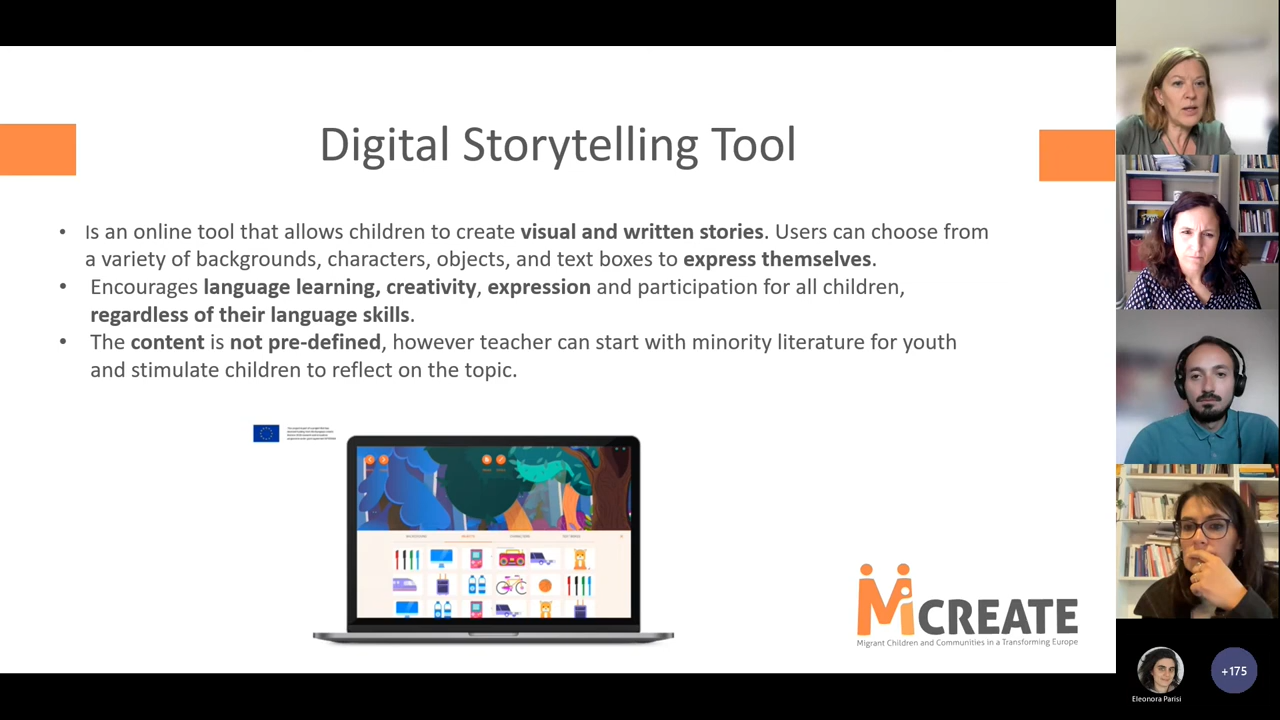 Digital Storytelling Tool
• Is an online tool that allows children to create visual and written stories. Users can choose from
a variety of backgrounds, characters, objects, and text boxes to express themselves.
• Encourages language learning, creativity, expression and participation for all children,
regardless of their language skills.
• The content is not pre-defined, however teacher can start with minority literature for youth
and stimulate children to reflect on the topic.
MiCREATE
Migrant Children and Communities in a Transforming Europe
Eleonora Parisi
+175